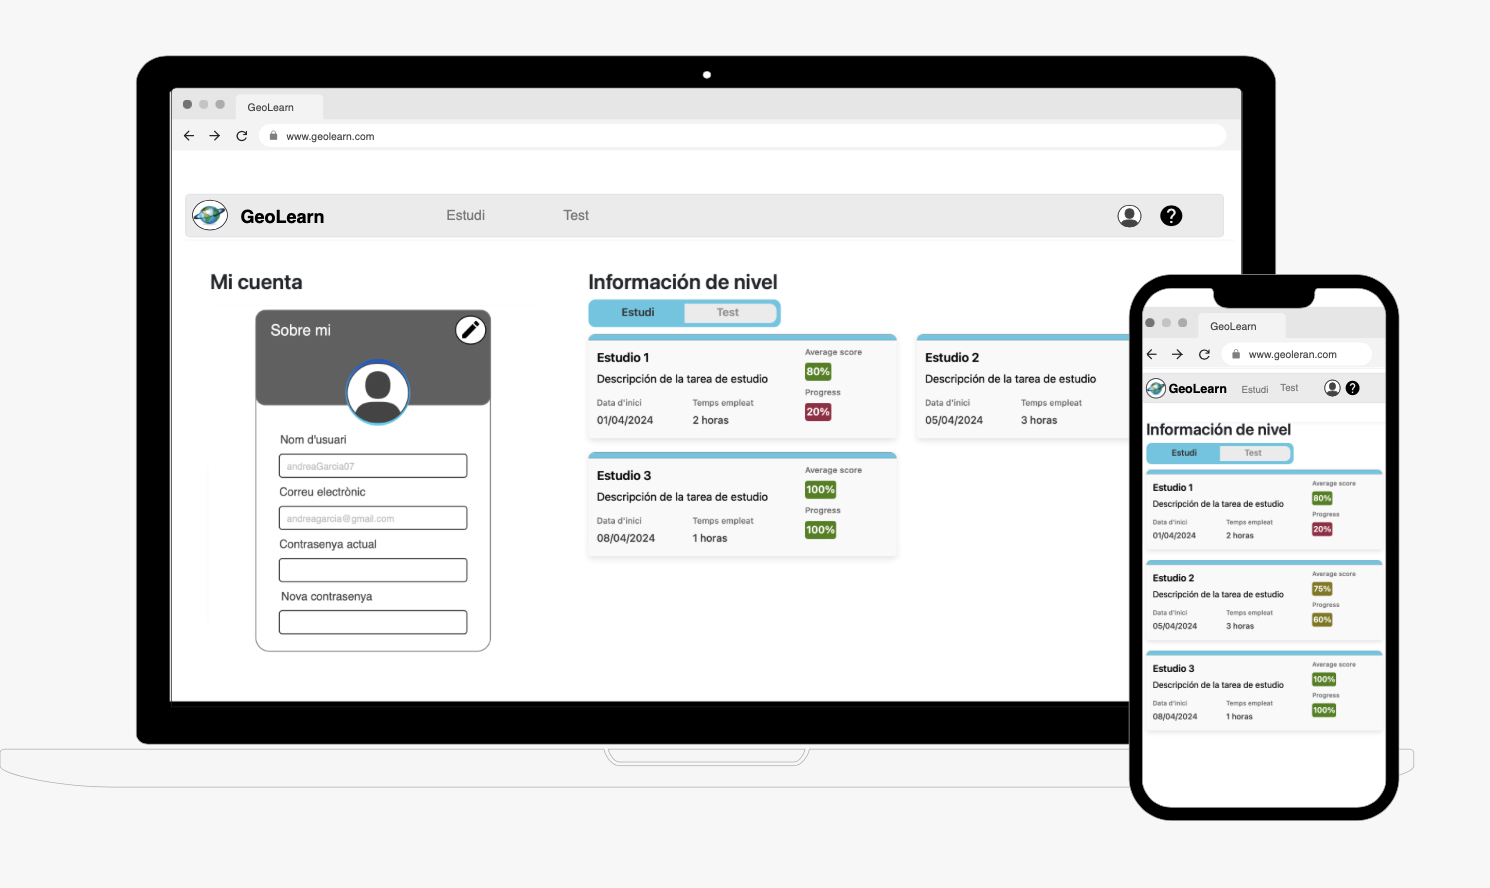 GeoLearn
www.geolearn.com
GeoLearn Estudi Test ?
Mi cuenta
Sobre mi
Nom d'usuari
andreaGarcia07
Correu electrònic
andreagarcia@gmail.com
Contrasenya actual
Nova contrasenya
Información de nivel
Estudi Test
Estudio 1
Descripción de la tarea de estudio
Data d'inici Temps empleat
01/04/2024 2 horas
Average score
80%
Progress
20%
Estudio 2
Descripción de la tarea de estudio
Data d'inici Temps empleat
05/04/2024 3 horas
Estudio 3
Descripción de la tarea de estudio
Data d'inici Temps empleat
08/04/2024 1 horas
Average score
100%
Progress
100%
GeoLearn
www.geoleran.com
GeoLearn Estudi Test ?
Información de nivel
Estudi Test
Estudio 1
Descripción de la tarea de estudio
Data d'inici Temps empleat
01/04/2024 2 horas
Average score
80%
Progress
20%
Estudio 2
Descripción de la tarea de estudio
Data d'inici Temps empleat
05/04/2024 3 horas
Average score
75%
Progress
60%
Estudio 3
Descripción de la tarea de estudio
Data d'inici Temps empleat
08/04/2024 1 horas
Average score
100%
Progress
100%